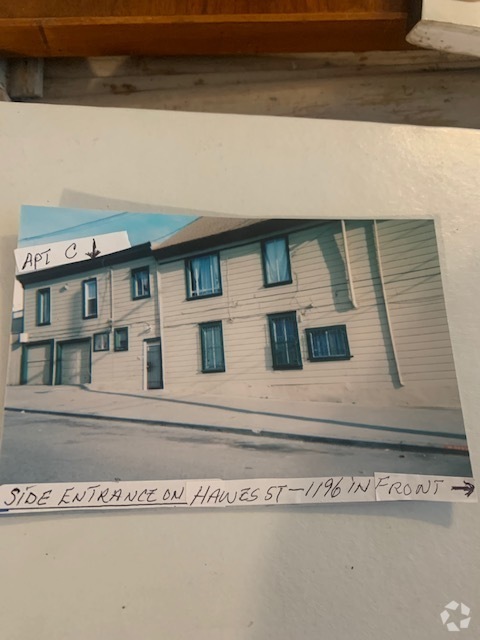 APT C ↓
SIDE ENTRANCE ON HAWES ST - 1196 IN FRONT →